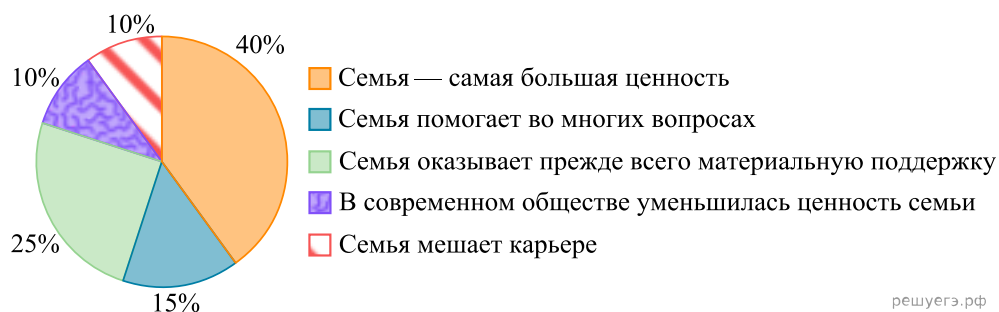 10%
40%
10%
Семья — самая большая ценность
Семья помогает во многих вопросах
Семья оказывает прежде всего материальную поддержку
В современном обществе уменьшилась ценность семьи
25%
Семья мешает карьере
15%
решуегэ.рф